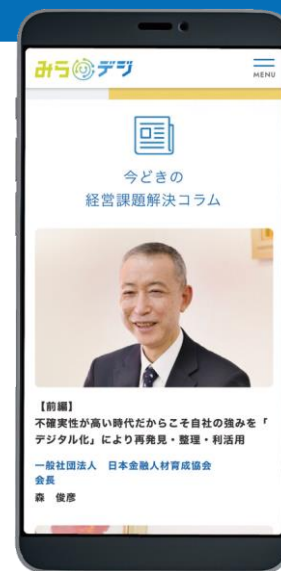 みらデジ
MENU
今どきの
経営課題解決コラム
【前編】
不確実性が高い時代だからこそ自社の強みを「
デジタル化」により再発見・整理・利活用
一般社団法人 日本金融人材育成協会
会長
森 俊彦